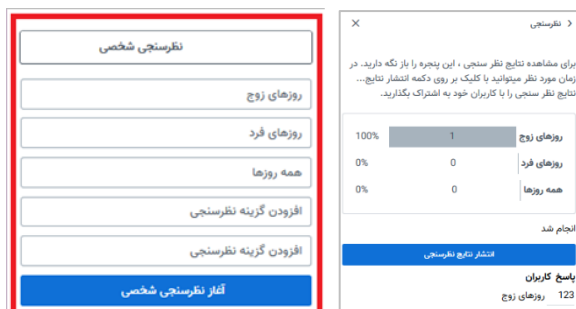 نظرسنجی شخصی
روزهای زوج
روزهای فرد
همه روزها
افزودن گزینه نظرسنجی
افزودن گزینه نظرسنجی
آغاز نظرسنجی شخصی
نظرسنجی
برای مشاهده نتایج نظر سنجی ، این پنجره را باز نگه دارید. در
زمان مورد نظر میتوانید با کلیک بر روی دکمه انتشار نتایج...
نتایج نظر سنجی را با کاربران خود به اشتراک بگذارید.
روزهای زوج 1 100%
روزهای فرد 0 0%
همه روزها 0 0%
انجام شد
انتشار نتایج نظرسنجی
پاسخ کاربران
123 روزهای زوج